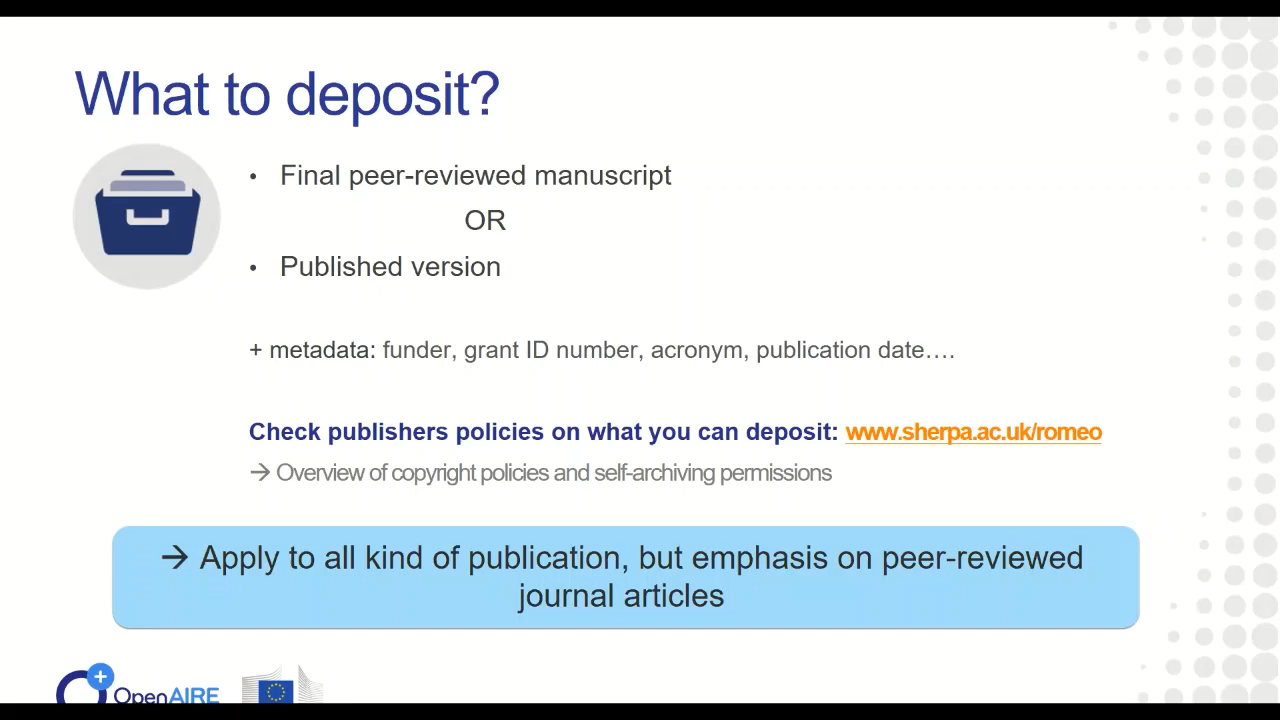 What to deposit?
• Final peer-reviewed manuscript
OR
• Published version
+ metadata: funder, grant ID number, acronym, publication date….
Check publishers policies on what you can deposit: www.sherpa.ac.uk/romeo
→ Overview of copyright policies and self-archiving permissions
→ Apply to all kind of publication, but emphasis on peer-reviewed
journal articles
OpenAIRE